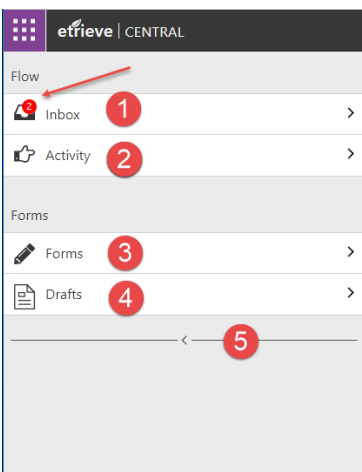 etrieve | CENTRAL
Flow
2
Inbox 1
Activity 2
Forms
Forms 3
Drafts 4
5